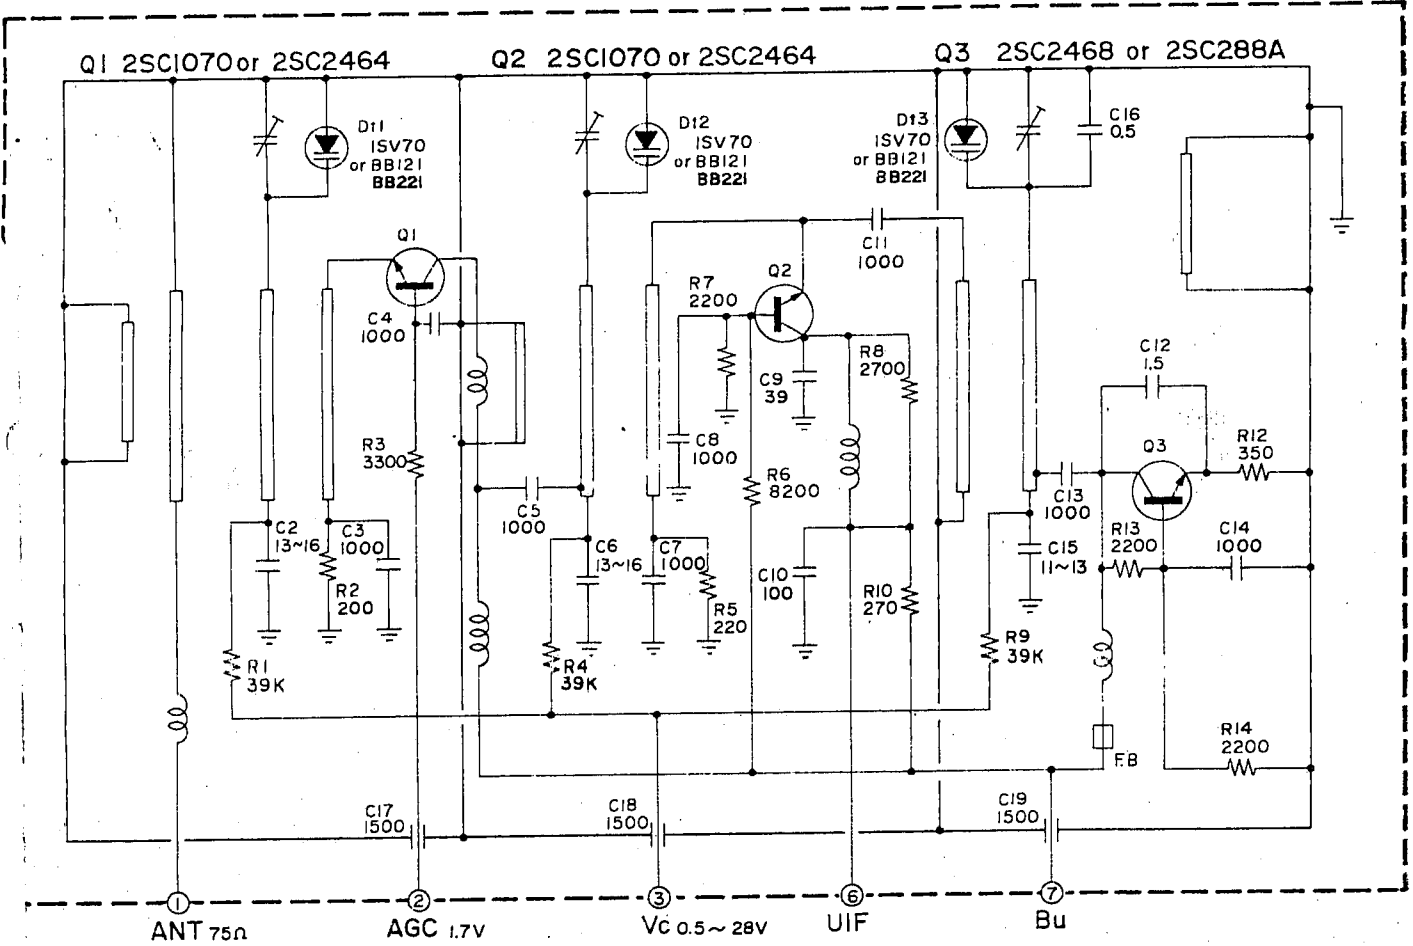 Q1 2SC1070 or 2SC2464
Q2 2SC1070 or 2SC2464
Q3 2SC2468 or 2SC288A
Dt1
1SV70
or BB121
BB221
Dt2
1SV70
or BB121
BB221
Dt3
1SV70
or BB121
BB221
C16
0.5
Q1
C4
1000
R3
3300
C5
1000
C2
13~16
C3
1000
R2
200
R1
39K
R7
2200
Q2
C11
1000
R8
2700
C9
39
C8
1000
R6
8200
C6
13~16
C7
1000
R5
220
R4
39K
C10
100
R10
270
C12
1.5
Q3
R12
350
C13
1000
R13
2200
C14
1000
C15
11~13
R9
39K
R14
2200
F.B
C17
1500
C18
1500
C19
1500
1
2
3
6
7
ANT 75Ω
AGC 1.7V
Vc 0.5~28V
UIF
Bu